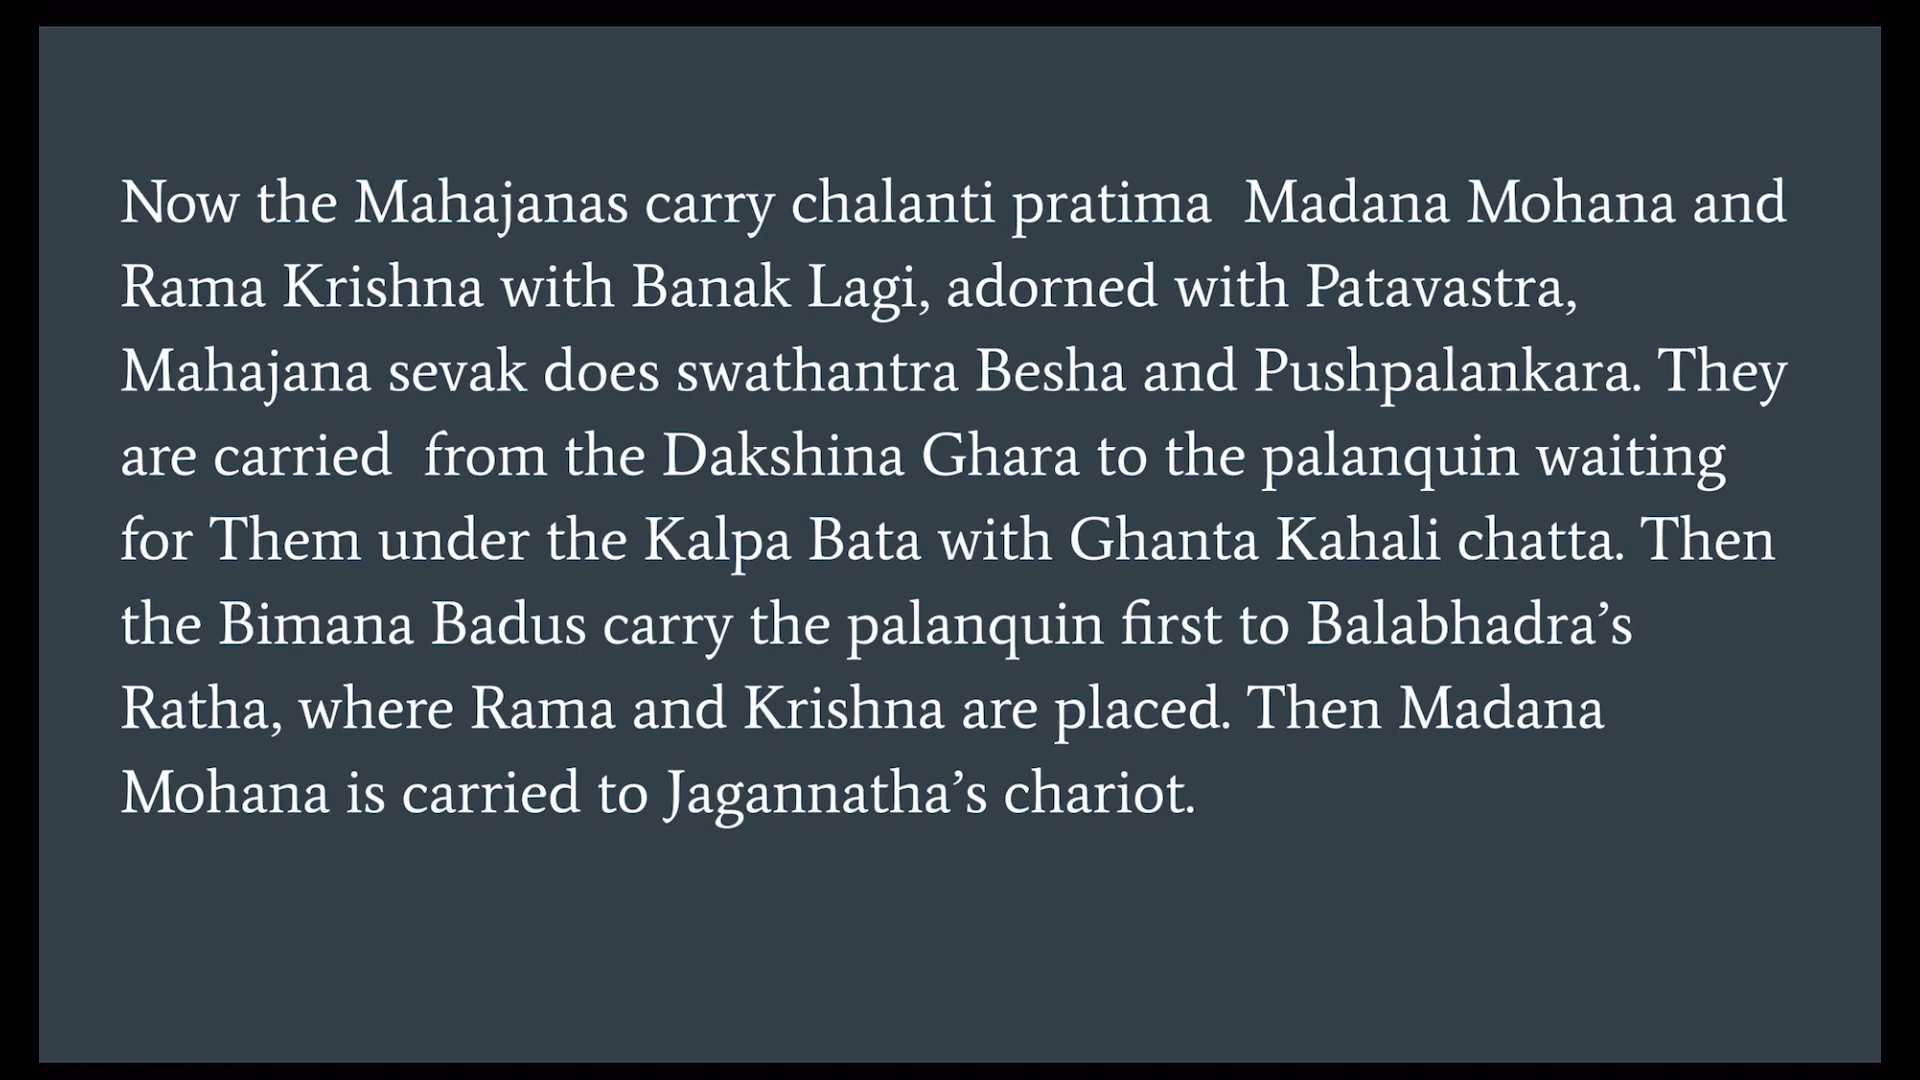 Now the Mahajanas carry chalanti pratima  Madana Mohana and
Rama Krishna with Banak Lagi, adorned with Patavastra,
Mahajana sevak does swathantra Besha and Pushpalankara. They
are carried  from the Dakshina Ghara to the palanquin waiting
for Them under the Kalpa Bata with Ghanta Kahali chatta. Then
the Bimana Badus carry the palanquin first to Balabhadra’s
Ratha, where Rama and Krishna are placed. Then Madana
Mohana is carried to Jagannatha’s chariot.